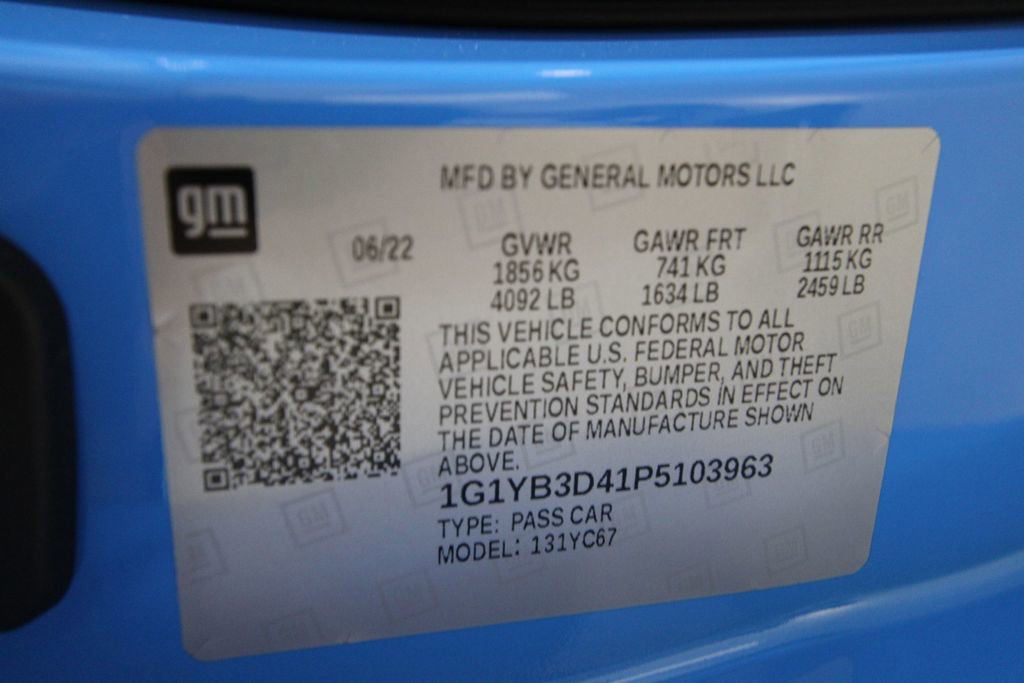 gm
MFD BY GENERAL MOTORS LLC
06/22
GVWR
1856 KG
4092 LB
GAWR FRT
741 KG
1634 LB
GAWR RR
1115 KG
2459 LB
THIS VEHICLE CONFORMS TO ALL
APPLICABLE U.S. FEDERAL MOTOR
VEHICLE SAFETY, BUMPER, AND THEFT
PREVENTION STANDARDS IN EFFECT ON
THE DATE OF MANUFACTURE SHOWN
ABOVE.
1G1YB3D41P5103963
TYPE: PASS CAR
MODEL: 131YC67